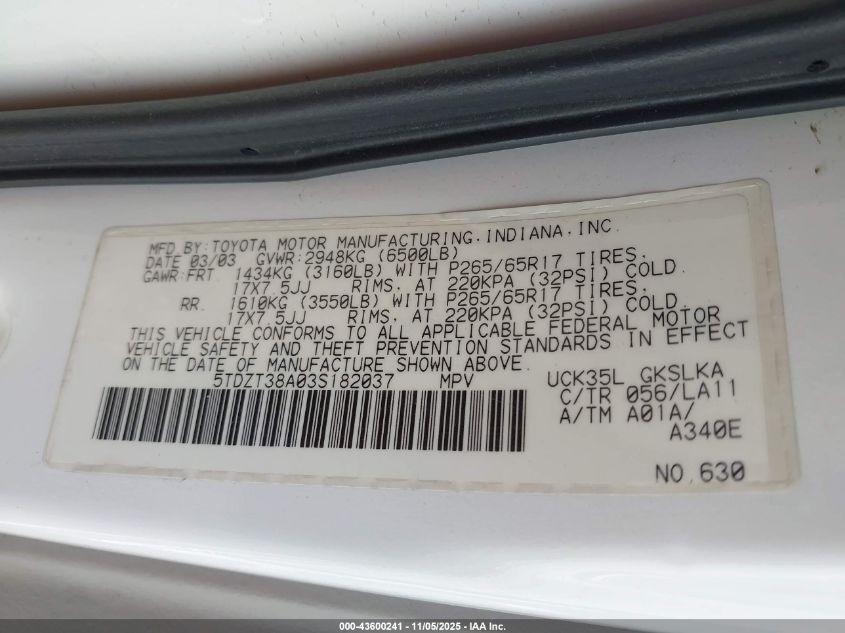 MFD.BY:TOYOTA MOTOR MANUFACTURING.INDIANA,INC.
DATE 03/03 GVWR:2948KG (6500LB)
GAWR:FRT. 1434KG (3160LB) WITH P265/65R17 TIRES.
17X7.5JJ RIMS. AT 220KPA (32PSI) COLD.
RR. 1610KG (3550LB) WITH P265/65R17 TIRES.
17X7.5JJ RIMS. AT 220KPA (32PSI) COLD.
THIS VEHICLE CONFORMS TO ALL APPLICABLE FEDERAL MOTOR
VEHICLE SAFETY AND THEFT PREVENTION STANDARDS IN EFFECT
ON THE DATE OF MANUFACTURE SHOWN ABOVE.
5TDZT38A03S182037 MPV
UCK35L GKSLKA
C/TR 056/LA11
A/TM A01A/
A340E
NO.630
000-43600241 - 11/05/2025 - IAA Inc.